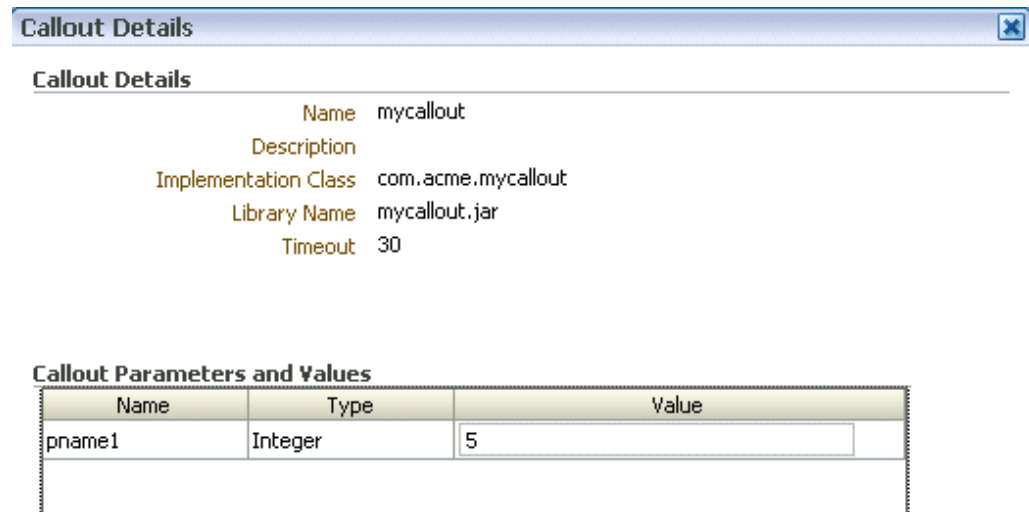 Callout Details
Callout Details
Name mycallout
Description
Implementation Class com.acme.mycallout
Library Name mycallout.jar
Timeout 30
Callout Parameters and Values
Name Type Value
pname1 Integer 5